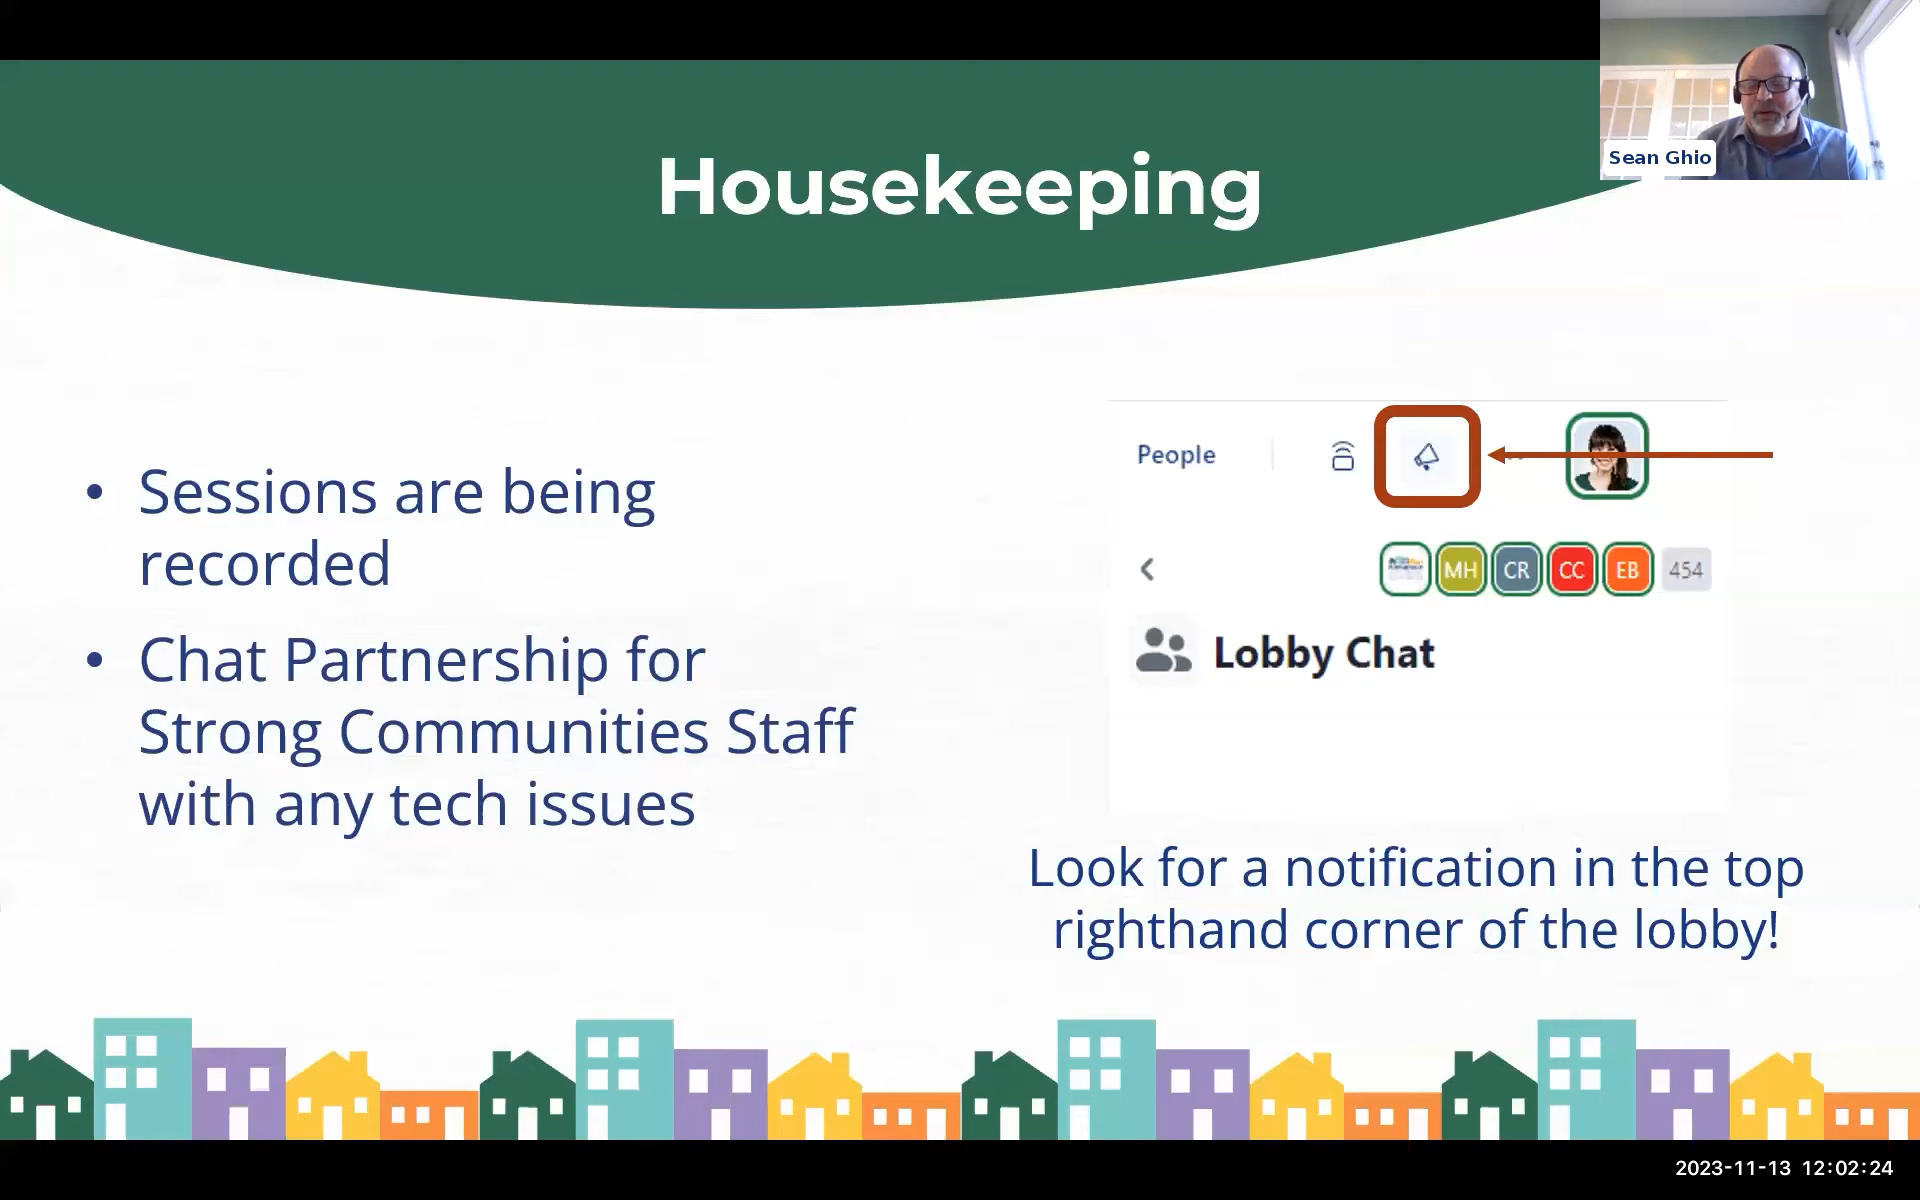 Housekeeping
Sean Ghio
• Sessions are being
recorded
• Chat Partnership for
Strong Communities Staff
with any tech issues
People
MH CR CC EB 454
Lobby Chat
Look for a notification in the top
righthand corner of the lobby!
2023-11-13 12:02:24